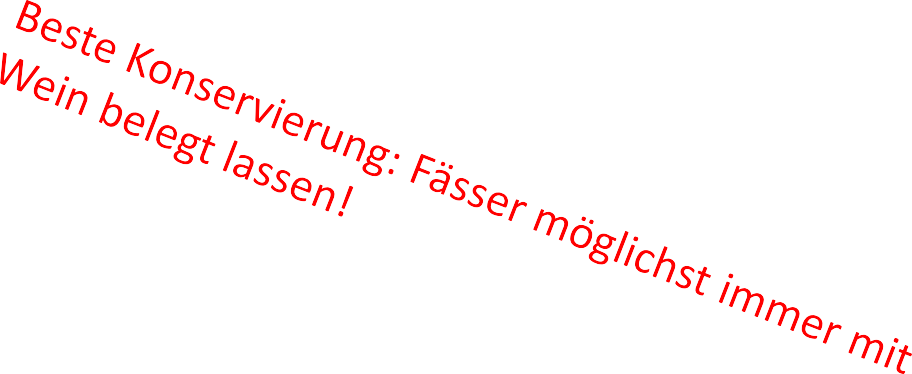 Beste Konservierung: Fässer möglichst immer mit
Wein belegt lassen!